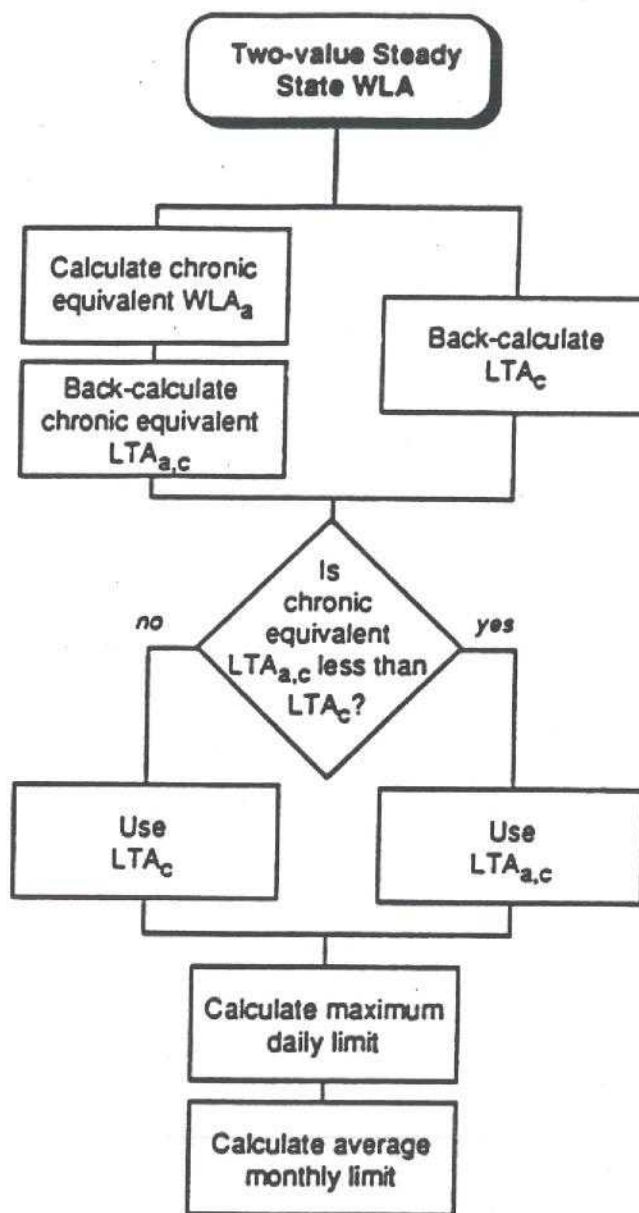 Two-value Steady
State WLA
Calculate chronic
equivalent WLAa
Back-calculate
chronic equivalent
LTAa,c
Back-calculate
LTAc
Is
chronic
equivalent
LTAa,c less than
LTAc?
no
yes
Use
LTAc
Use
LTAa,c
Calculate maximum
daily limit
Calculate average
monthly limit